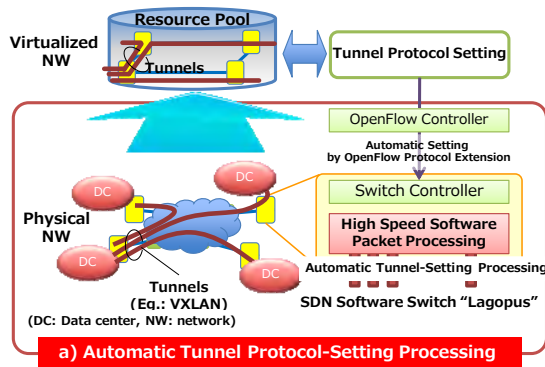 Resource Pool
Virtualized
NW
Tunnels
Tunnel Protocol Setting
OpenFlow Controller
Automatic Setting
by OpenFlow Protocol Extension
DC
DC
Switch Controller
Physical
NW
High Speed Software
Packet Processing
DC
DC
Automatic Tunnel-Setting Processing
Tunnels
(Eq.: VXLAN)
SDN Software Switch “Lagopus”
(DC: Data center, NW: network)
a) Automatic Tunnel Protocol-Setting Processing